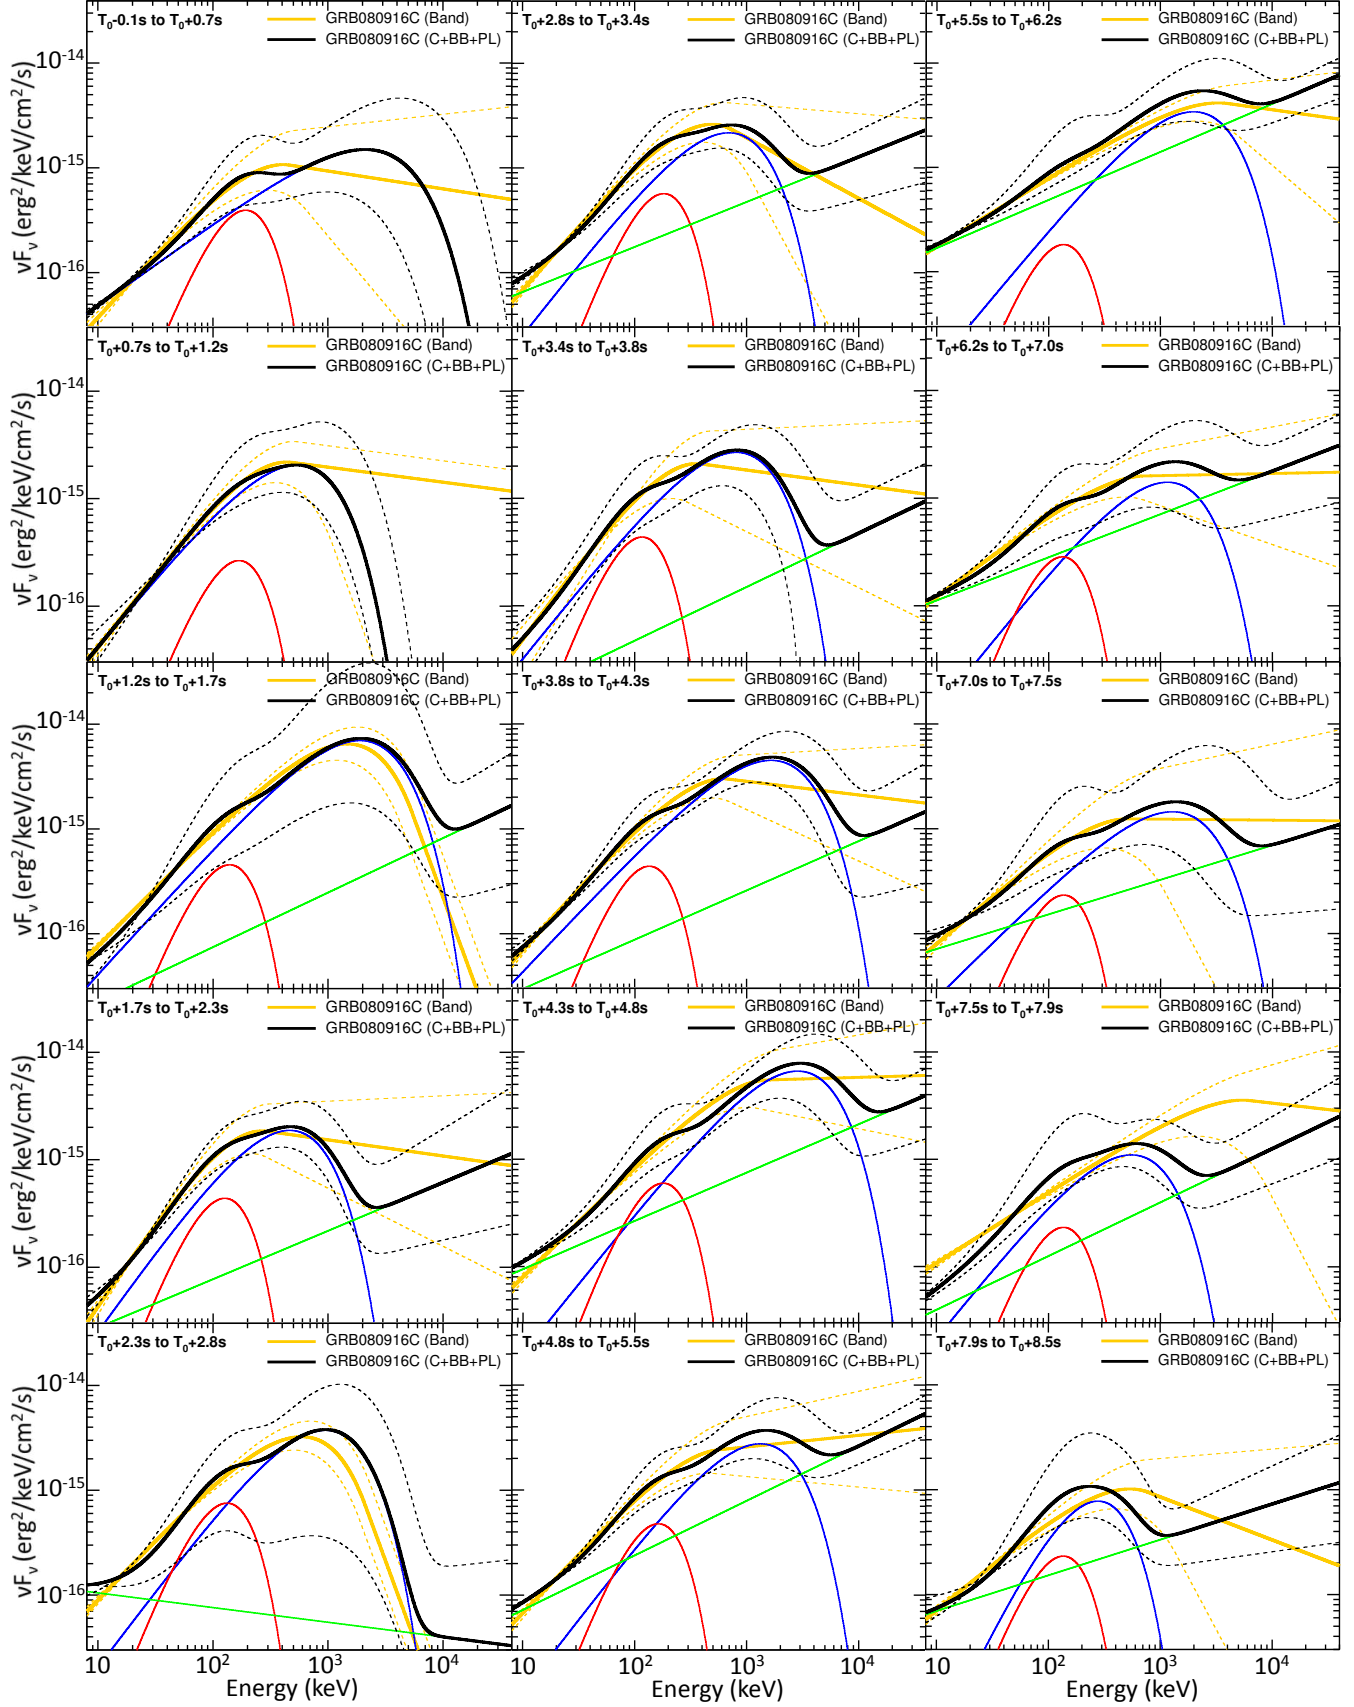 T₀-0.1s to T₀+0.7s
GRB080916C (Band)
GRB080916C (C+BB+PL)
T₀+2.8s to T₀+3.4s
GRB080916C (Band)
GRB080916C (C+BB+PL)
T₀+5.5s to T₀+6.2s
GRB080916C (Band)
GRB080916C (C+BB+PL)
10⁻¹⁴
10⁻¹⁵
10⁻¹⁶
νFᵥ (erg²/keV/cm²/s)
T₀+0.7s to T₀+1.2s
GRB080916C (Band)
GRB080916C (C+BB+PL)
T₀+3.4s to T₀+3.8s
GRB080916C (Band)
GRB080916C (C+BB+PL)
T₀+6.2s to T₀+7.0s
GRB080916C (Band)
GRB080916C (C+BB+PL)
10⁻¹⁴
10⁻¹⁵
10⁻¹⁶
νFᵥ (erg²/keV/cm²/s)
T₀+1.2s to T₀+1.7s
GRB080916C (Band)
GRB080916C (C+BB+PL)
T₀+3.8s to T₀+4.3s
GRB080916C (Band)
GRB080916C (C+BB+PL)
T₀+7.0s to T₀+7.5s
GRB080916C (Band)
GRB080916C (C+BB+PL)
10⁻¹⁴
10⁻¹⁵
10⁻¹⁶
νFᵥ (erg²/keV/cm²/s)
T₀+1.7s to T₀+2.3s
GRB080916C (Band)
GRB080916C (C+BB+PL)
T₀+4.3s to T₀+4.8s
GRB080916C (Band)
GRB080916C (C+BB+PL)
T₀+7.5s to T₀+7.9s
GRB080916C (Band)
GRB080916C (C+BB+PL)
10⁻¹⁴
10⁻¹⁵
10⁻¹⁶
νFᵥ (erg²/keV/cm²/s)
T₀+2.3s to T₀+2.8s
GRB080916C (Band)
GRB080916C (C+BB+PL)
T₀+4.8s to T₀+5.5s
GRB080916C (Band)
GRB080916C (C+BB+PL)
T₀+7.9s to T₀+8.5s
GRB080916C (Band)
GRB080916C (C+BB+PL)
10⁻¹⁴
10⁻¹⁵
10⁻¹⁶
νFᵥ (erg²/keV/cm²/s)
10 10² 10³ 10⁴
10 10² 10³ 10⁴
10 10² 10³ 10⁴
Energy (keV)
Energy (keV)
Energy (keV)